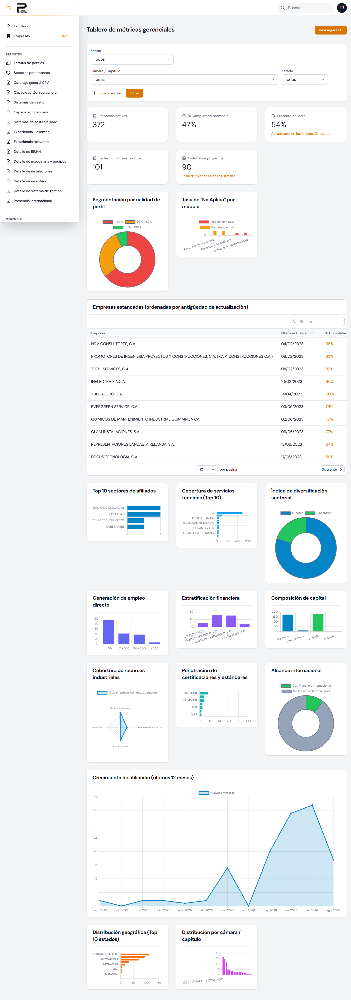 Buscar
E3
Escritorio
Empresas 372
REPORTES
Estatus de perfiles
Sectores por empresa
Catalogo general CPV
Capacidad técnica general
Sistemas de gestión
Capacidad financiera
Sistemas de sostenibilidad
Experiencia - clientes
Experiencia relevante
Detalle de RR.HH.
Detalle de maquinaria y equipos
Detalle de instalaciones
Detalle de inventario
Detalle de sistema de gestión
Presencia internacional
GERENCIA
Tablero de métricas gerenciales
Descargar PDF
Sector
Todos
Cámara / Capítulo
Estado
Todas
Todos
Incluir inactivas
Filtrar
Empresas activas
372
% Completado promedio
47%
Frescura del dato
54%
Actualizado en los últimos 12 meses
Sedes con infraestructura
101
Historial de proyectos
90
Total de experiencias registradas
Segmentación por calidad de
perfil
< 50%
50% - 89%
90% - 100%
Tasa de "No Aplica" por
módulo
Módulo completo
Sub-tipo parcial
0
Recursos en Venezuela
Presencia internacional
Enfoque de sostenibilidad
Empresas estancadas (ordenadas por antigüedad de actualización)
Buscar
Empresa Última actualización % Completad
N&V CONSULTORES, C.A. 04/02/2023 95%
PROMOTORES DE INGENIERIA PROYECTOS Y CONSTRUCCIONES, C.A. (P.A.P. CONSTRUCCIONES C.A.) 08/02/2023 83%
TROIL SERVICES, C.A. 08/02/2023 83%
INELECTRA S.A.C.A. 10/02/2023 96%
TUBOACERO, C.A. 14/04/2023 50%
EVERGREEN SERVICE, C.A. 03/05/2023 75%
QUIMICOS DE MANTENIMIENTO INDUSTRIAL QUIMAINCA CA 02/06/2023 75%
CLAM INSTALACIONES, S.A. 09/06/2023 77%
REPRESENTACIONES LANDAETA RELANSA, S.A. 12/06/2023 64%
FOCUS TECNOLOGÍA, C.A. 17/06/2023 59%
10 por página
Siguiente
Top 10 sectores de afiliados
SERVICIOS ASOCIADOS
SUPLIDORES
VICIOS TECNOLÓGICOS
FABRICANTES
0 1 2
Cobertura de servicios
técnicos (Top 10)
X
PROYECTOS IPC
TRUCTURAS METÁLICAS
OBRAS CIVILES
ECTOS LLAVE EN MANO
0 100 200 300
Índice de diversificación
sectorial
1 Sector
2 Sectores
Generación de empleo
directo
100
80
60
40
20
0
< 50 51 - 100 101 - 500 > 500
Estratificación financiera
80
40
0
< 100,000 USD
100,001 - 1,000,000 USD
1,000,001 - 10,000,000 USD
> 10,000,000 USD
Composición de capital
200
150
100
50
0
Nacional
Internacional
Privado
Público
Cobertura de recursos
industriales
% de empresas con datos cargados
Recursos humanos
nventario
Maquinaria y equipos
Instalaciones
Penetración de
certificaciones y estándares
ISO 9001
ISO 45001
PMI
DUN
0 20 40 60 80 100
Alcance internacional
Con Presencia Internacional
Sin Presencia Internacional
Crecimiento de afiliación (últimos 12 meses)
Nuevas Empresas
40
35
30
25
20
15
10
5
0
sep. 2025 oct. 2025 nov. 2025 dic. 2025 ene. 2026 feb. 2026 mar. 2026 abr. 2026 may. 2026 jun. 2026 jul. 2026 ago. 2026
Distribución geográfica (Top
10 estados)
DISTRITO CAPITAL
ANZOATEGUI
MONAGAS
LARA
MIRANDA
0 50 100 150
Distribución por cámara /
capítulo
40
30
20
10
0
CC - CÁMARA DE COMERCIO